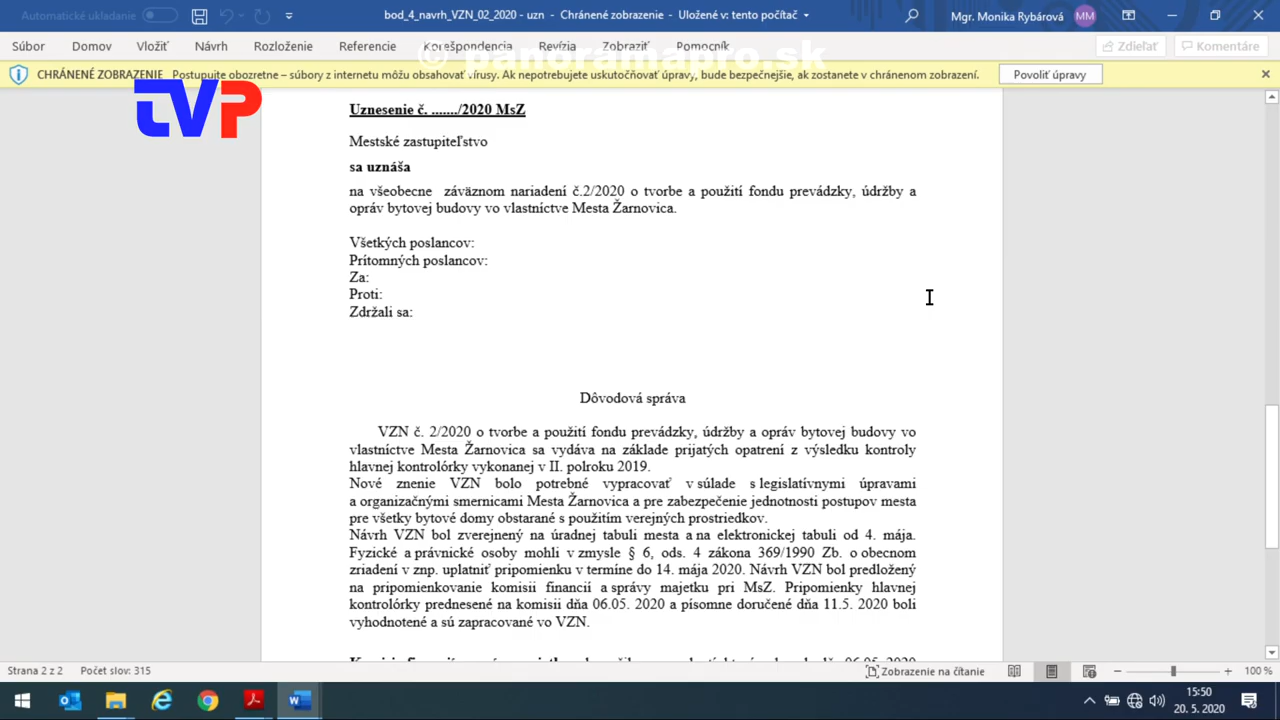 Automatické ukladanie
bod_4_navrh_VZN_02_2020 - uzn - Chránené zobrazenie - Uložené v: tento počítač
Mgr. Monika Rybárová MM
Súbor Domov Vložiť Návrh Rozloženie Referencie Korešpondencia Revízia Zobraziť Pomocník Zdieľať Komentáre
© panoramapro.sk
CHRÁNENÉ ZOBRAZENIE Postupujte obozretne – súbory z internetu môžu obsahovať vírusy. Ak nepotrebujete uskutočňovať úpravy, bude bezpečnejšie, ak zostanete v chránenom zobrazení. Povoliť úpravy
TVP
Uznesenie č. ......./2020 MsZ
Mestské zastupiteľstvo
sa uznáša
na všeobecne záväznom nariadení č.2/2020 o tvorbe a použití fondu prevádzky, údržby a
opráv bytovej budovy vo vlastníctve Mesta Žarnovica.
Všetkých poslancov:
Prítomných poslancov:
Za:
Proti:
Zdržali sa:
Dôvodová správa
VZN č. 2/2020 o tvorbe a použití fondu prevádzky, údržby a opráv bytovej budovy vo
vlastníctve Mesta Žarnovica sa vydáva na základe prijatých opatrení z výsledku kontroly
hlavnej kontrolórky vykonanej v II. polroku 2019.
Nové znenie VZN bolo potrebné vypracovať v súlade s legislatívnymi úpravami
a organizačnými smernicami Mesta Žarnovica a pre zabezpečenie jednotnosti postupov mesta
pre všetky bytové domy obstarané s použitím verejných prostriedkov.
Návrh VZN bol zverejnený na úradnej tabuli mesta a na elektronickej tabuli od 4. mája.
Fyzické a právnické osoby mohli v zmysle § 6, ods. 4 zákona 369/1990 Zb. o obecnom
zriadení v znp. uplatniť pripomienku v termíne do 14. mája 2020. Návrh VZN bol predložený
na pripomienkovanie komisii financií a správy majetku pri MsZ. Pripomienky hlavnej
kontrolórky prednesené na komisii dňa 06.05. 2020 a písomne doručené dňa 11.5. 2020 boli
vyhodnotené a sú zapracované vo VZN.
Strana 2 z 2 Počet slov: 315 Zobrazenie na čítanie 100 %
15:50
20. 5. 2020